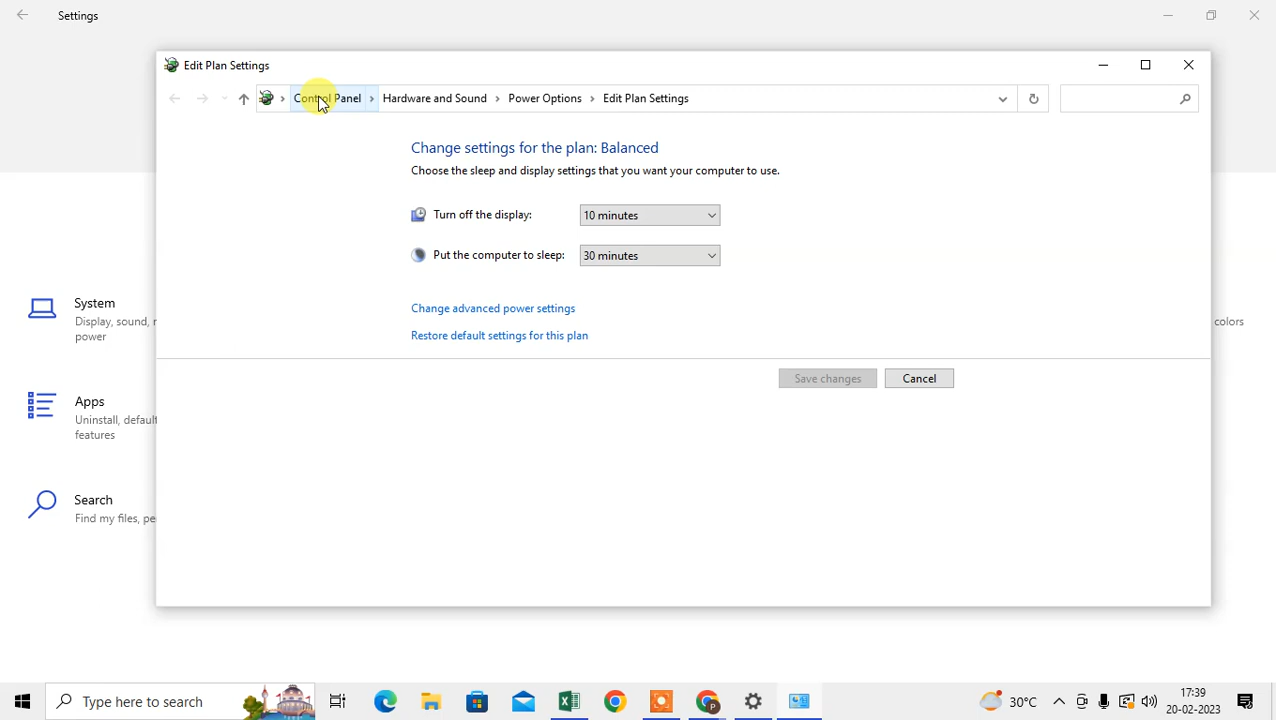 Settings
Edit Plan Settings
Control Panel Hardware and Sound Power Options Edit Plan Settings
Change settings for the plan: Balanced
Choose the sleep and display settings that you want your computer to use.
Turn off the display: 10 minutes
Put the computer to sleep: 30 minutes
Change advanced power settings
Restore default settings for this plan
Save changes Cancel
System
Display, sound,
power
colors
Apps
Uninstall, default
features
Search
Find my files,
Type here to search
30°C
17:39
20-02-2023